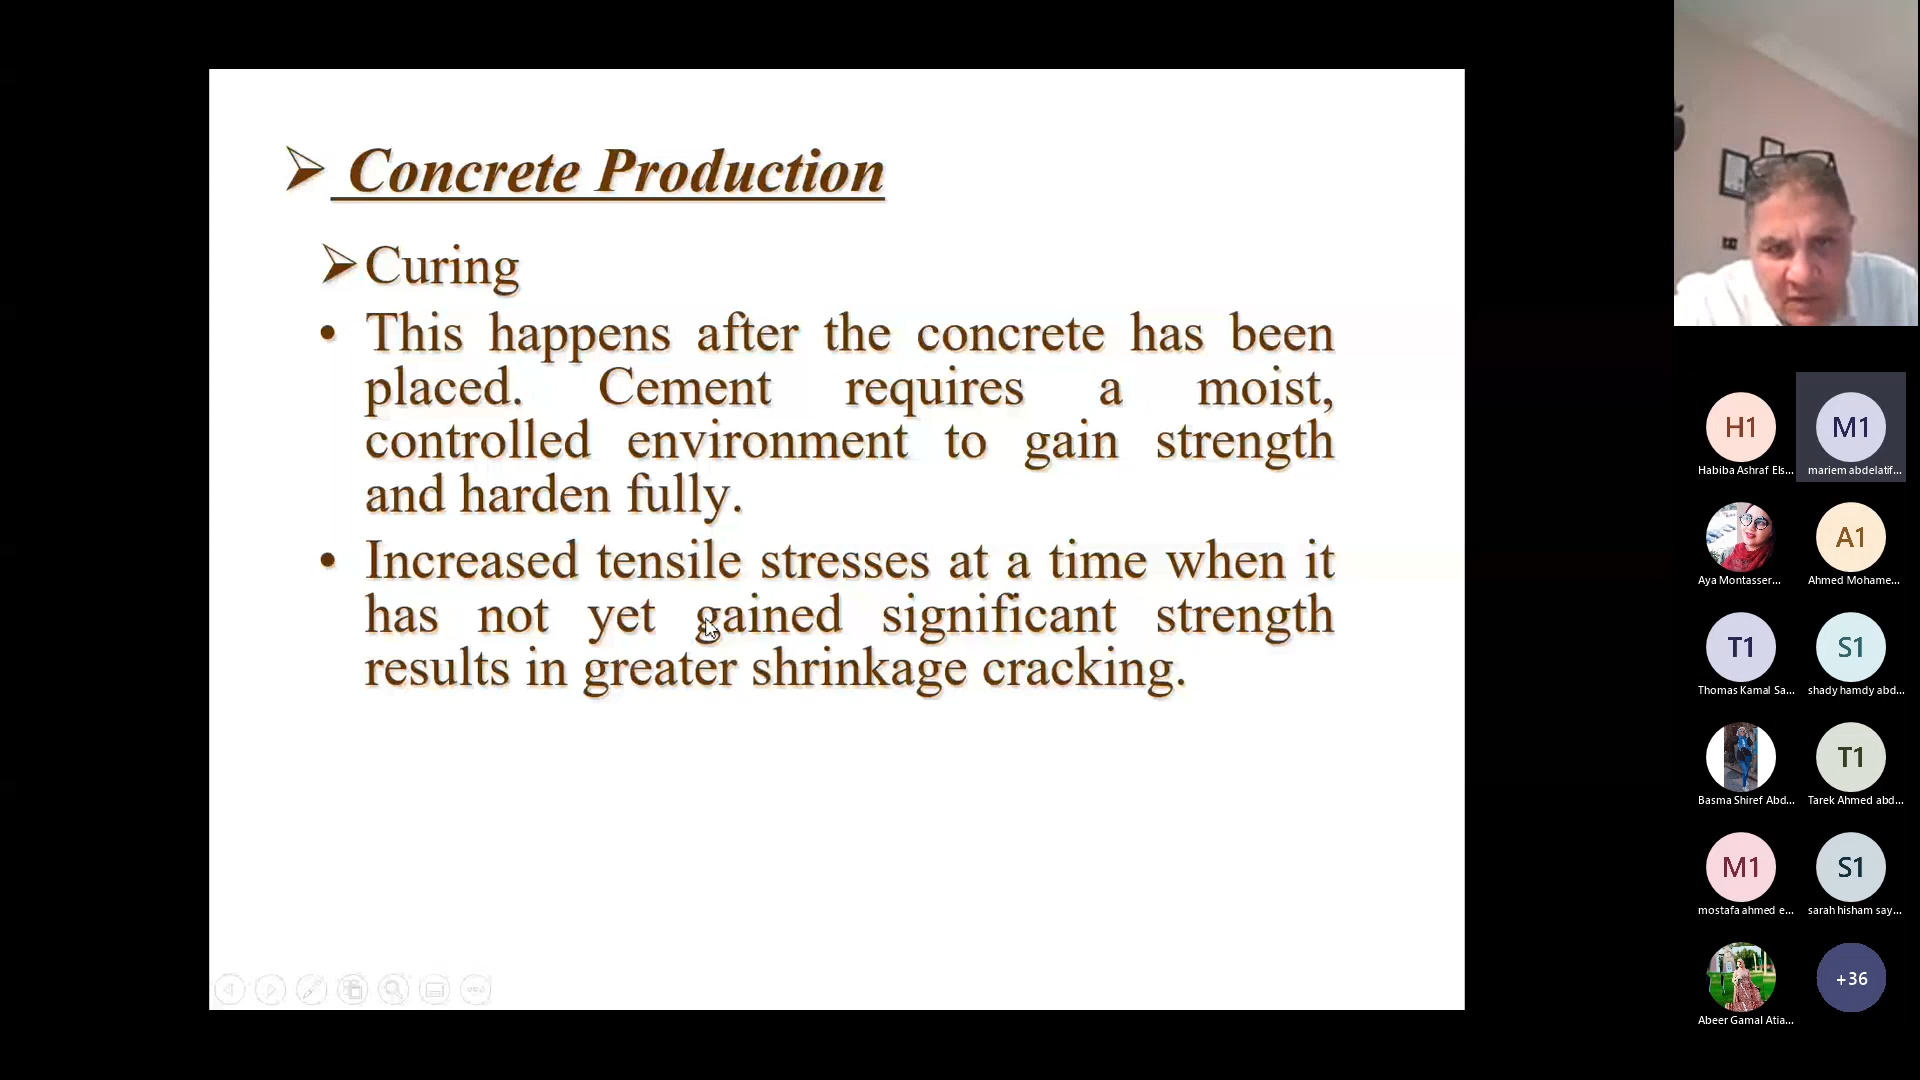 Concrete Production
Curing
• This happens after the concrete has been
placed. Cement requires a moist,
controlled environment to gain strength
and harden fully.
• Increased tensile stresses at a time when it
has not yet gained significant strength
results in greater shrinkage cracking.
H1
Habiba Ashraf Els...
M1
mariem abdelatif...
Aya Montasser...
A1
Ahmed Mohame...
T1
Thomas Kamal Sa...
S1
shady hamdy abd...
Basma Shiref Abd...
T1
Tarek Ahmed abd...
M1
mostafa ahmed e...
S1
sarah hisham say...
Abeer Gamal Atia...
+36